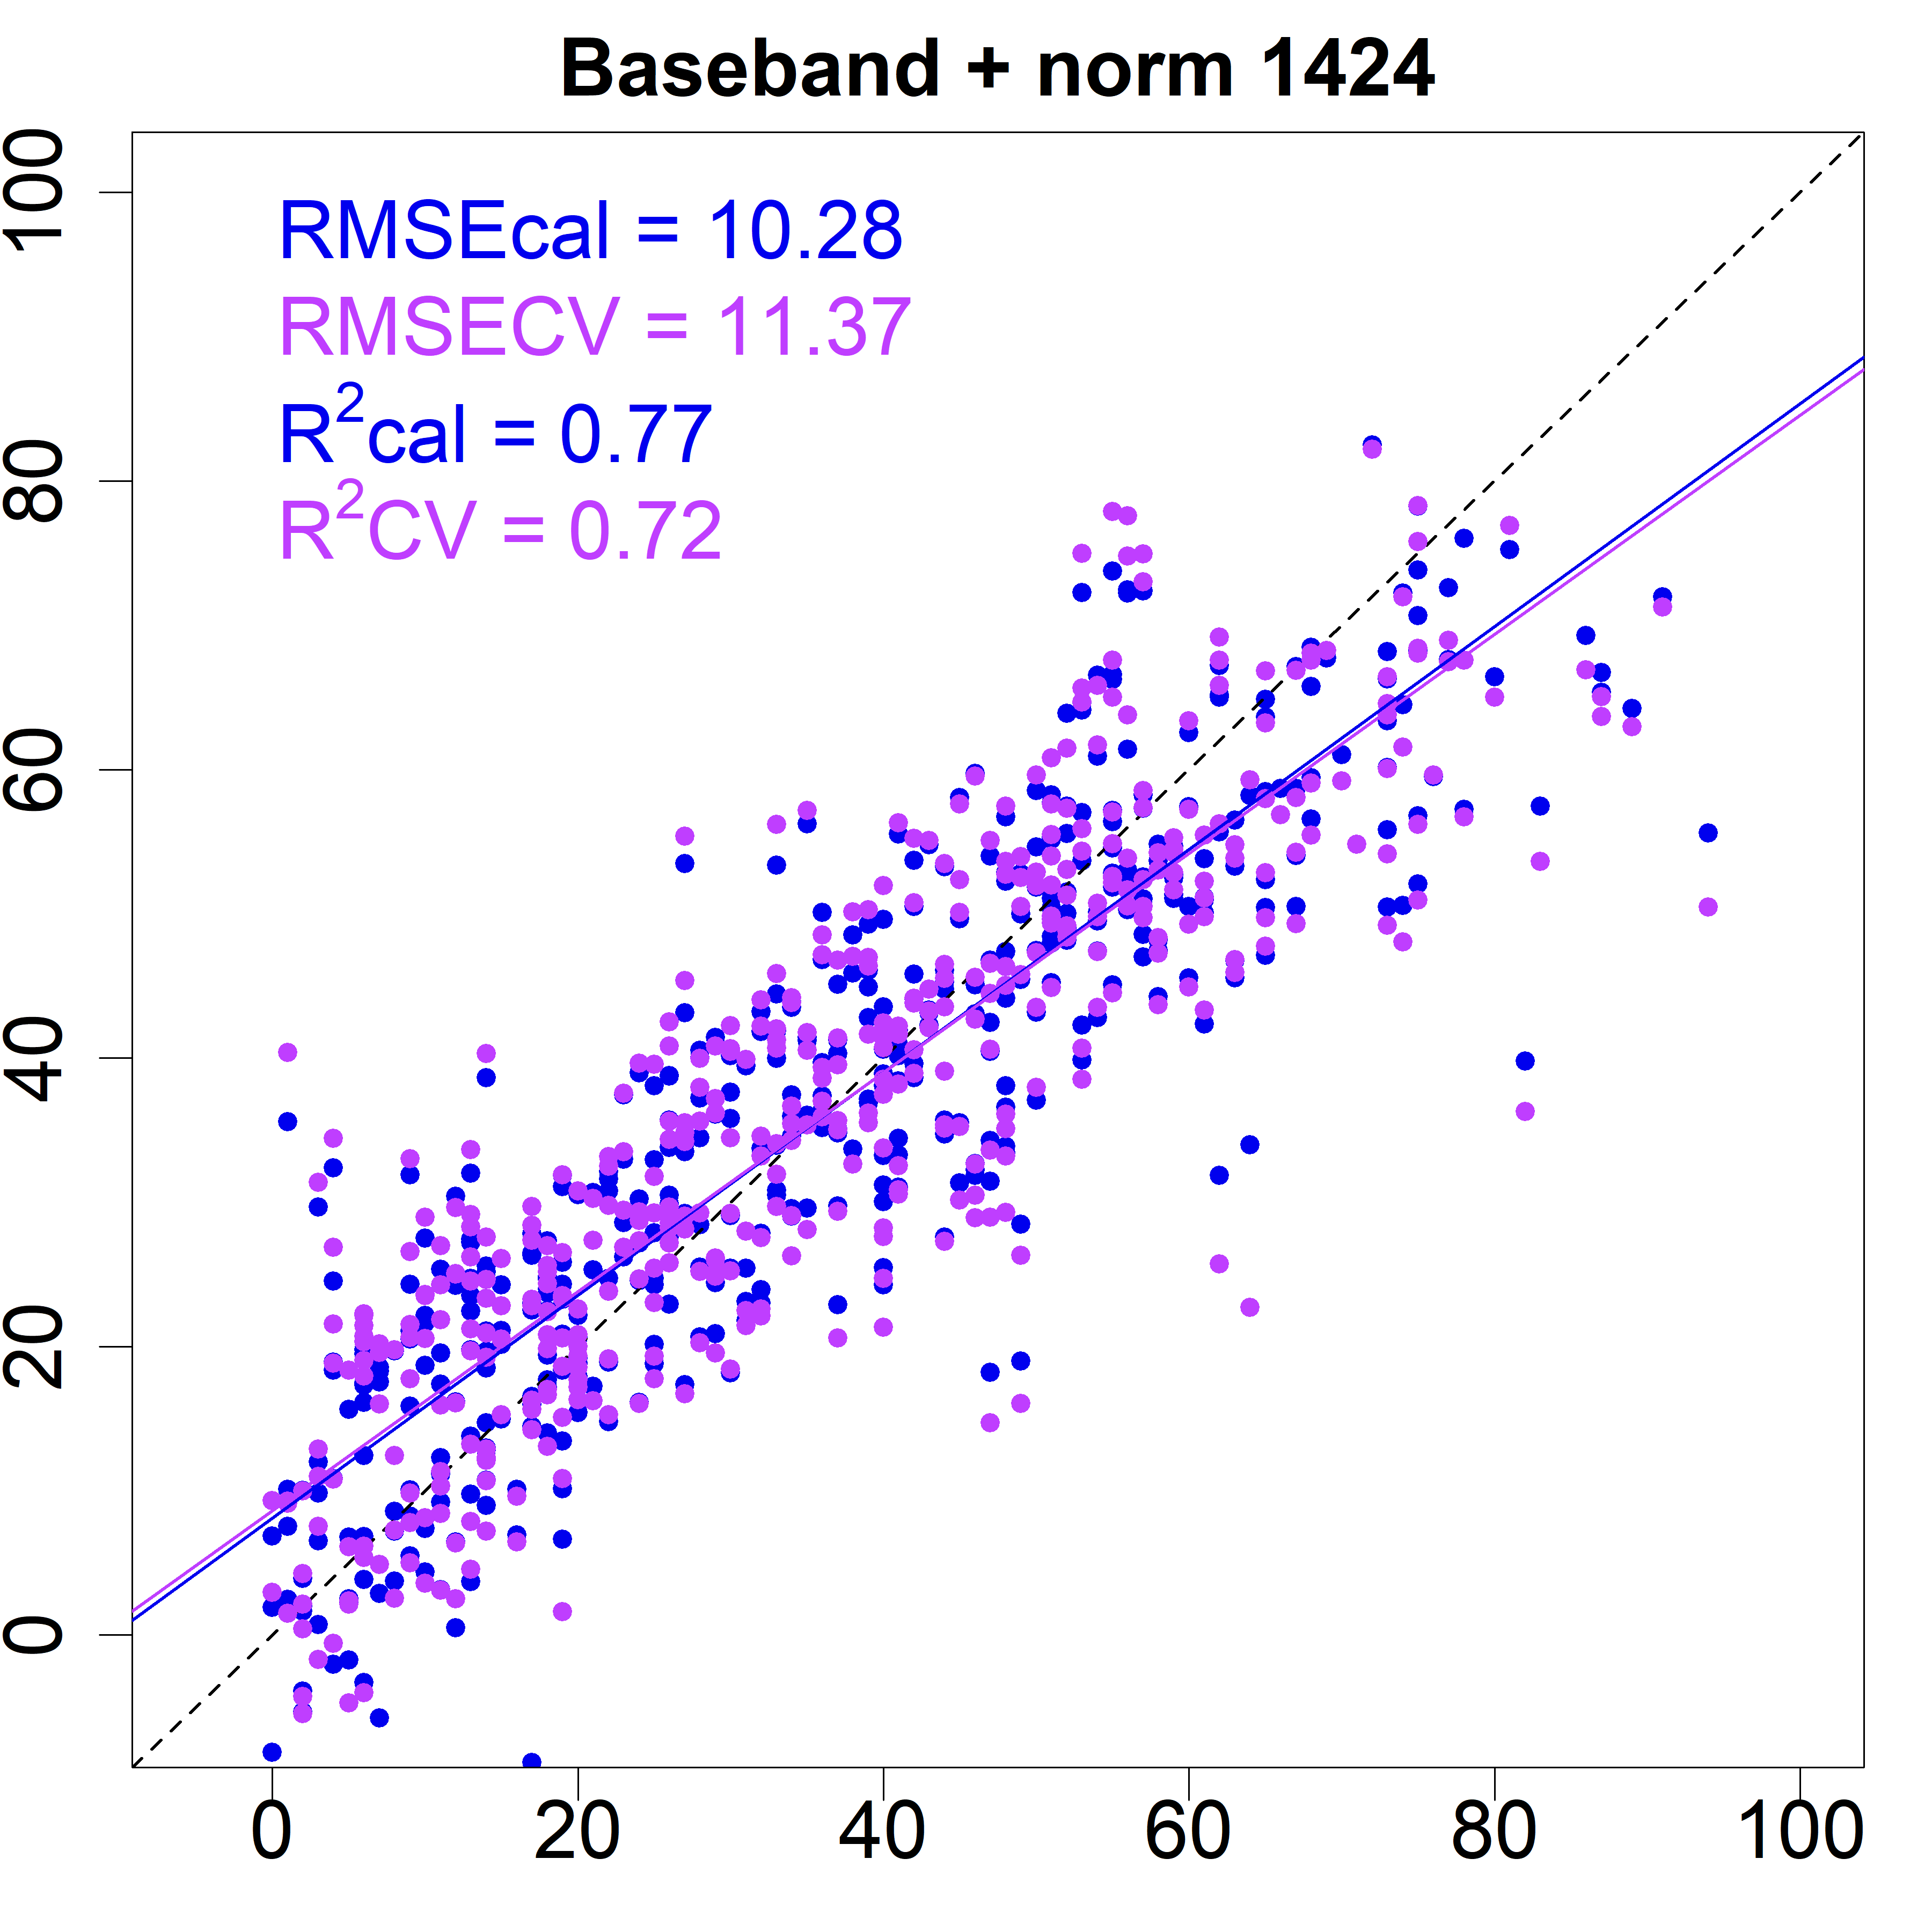 Baseband + norm 1424
RMSEcal = 10.28
RMSECV = 11.37
R²cal = 0.77
R²CV = 0.72
100
80
60
40
20
0
0 20 40 60 80 100